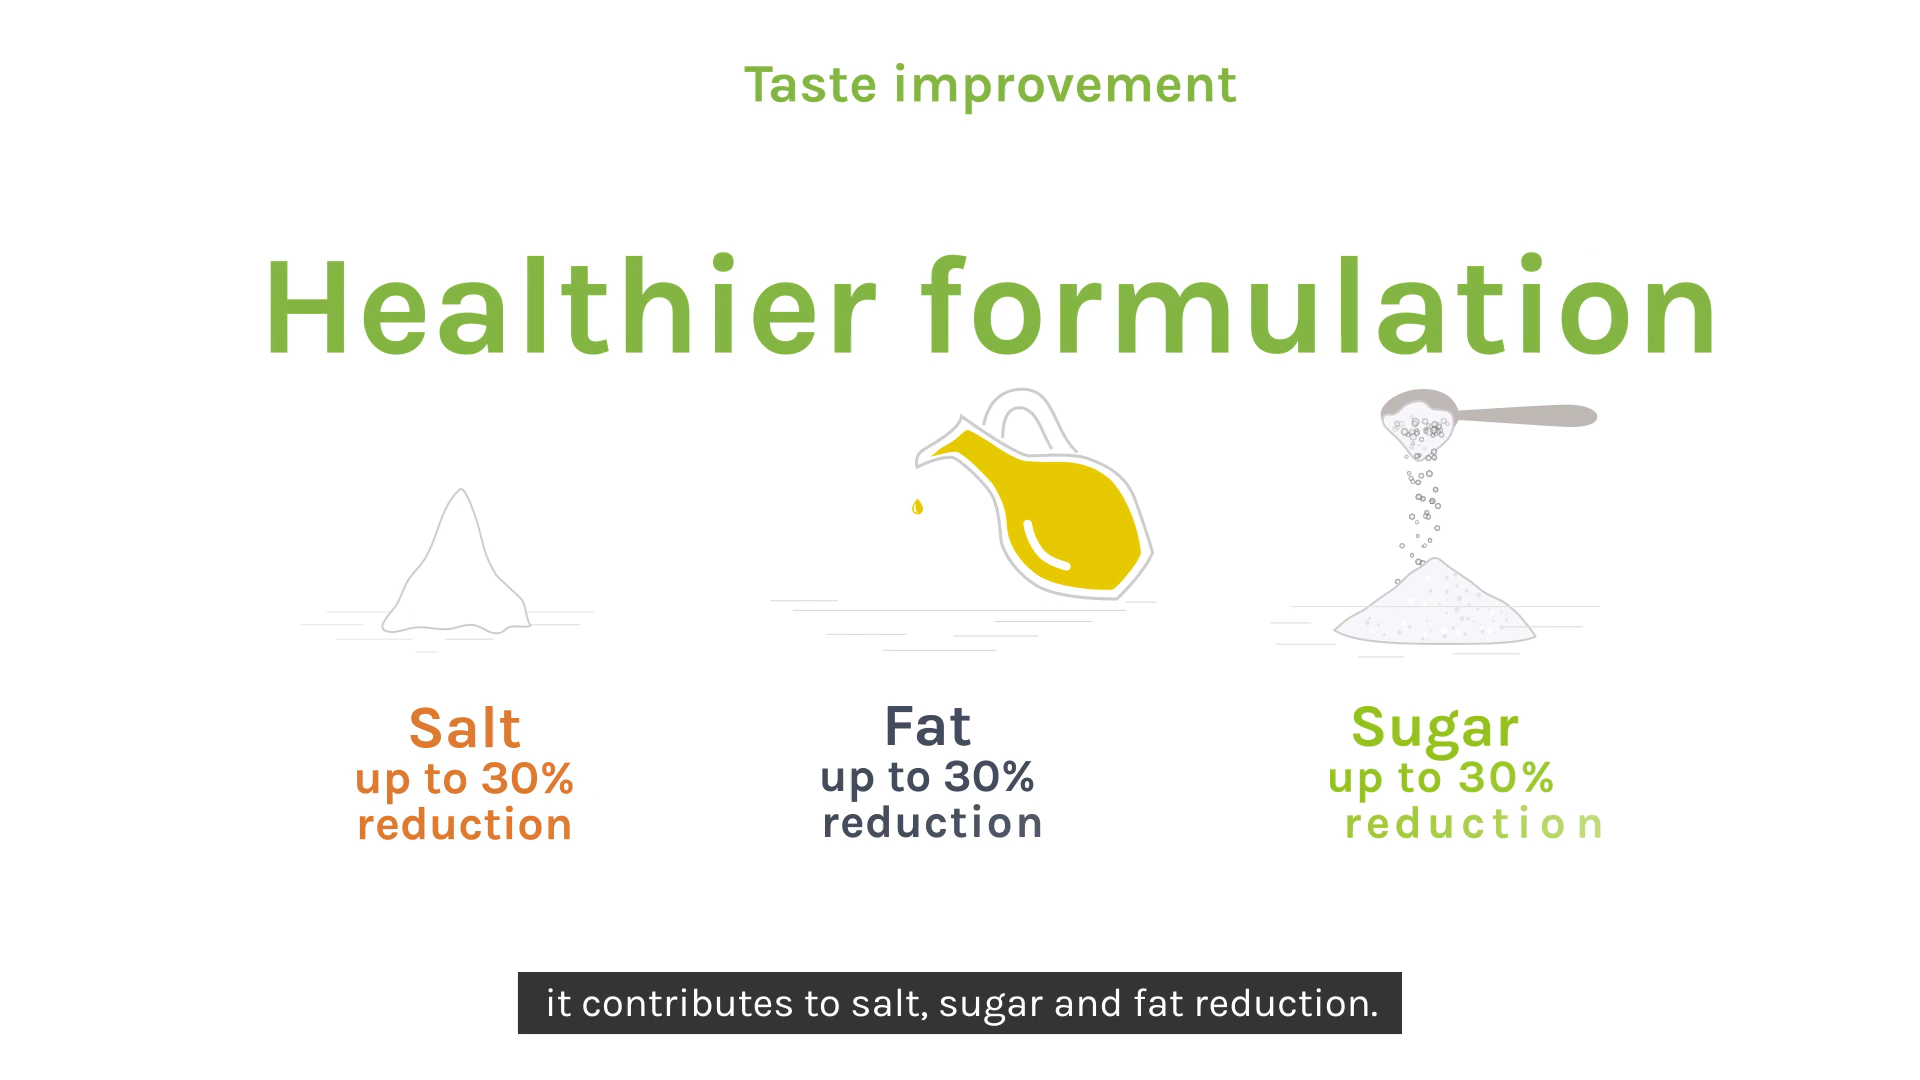 Taste improvement
Healthier formulation
Salt
up to 30%
reduction
Fat
up to 30%
reduction
Sugar
up to 30%
reduction
it contributes to salt, sugar and fat reduction.